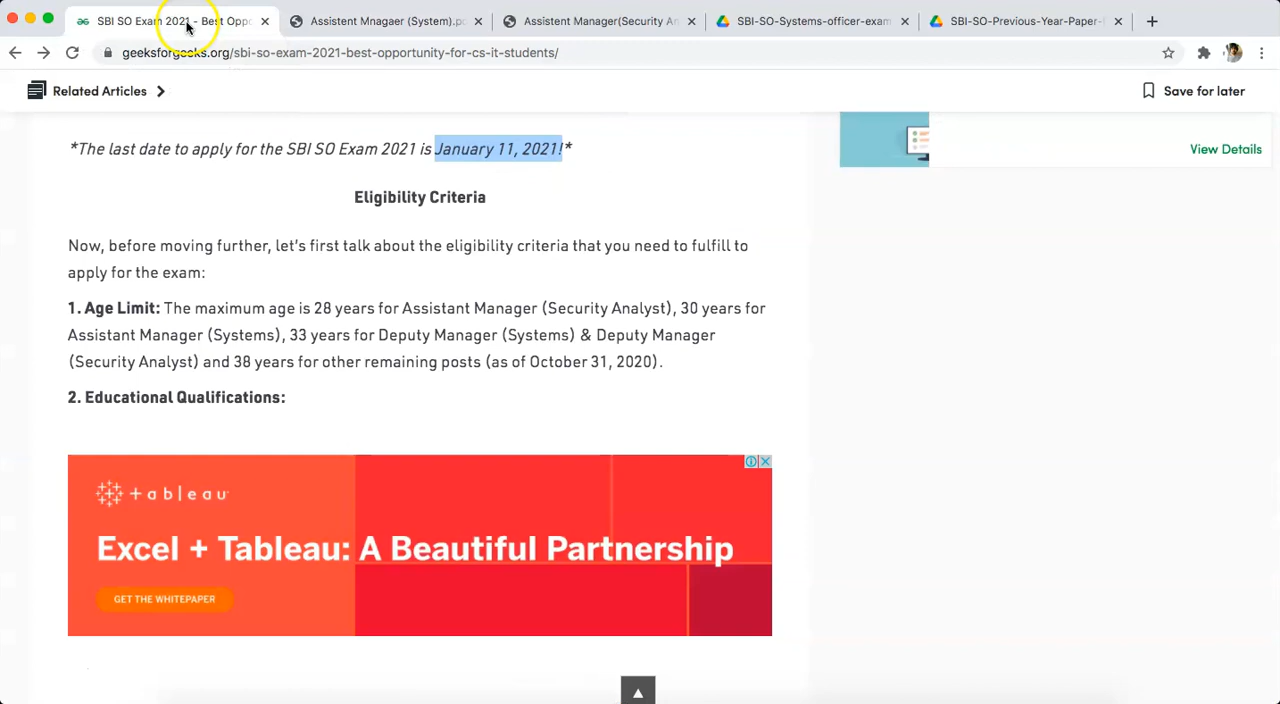 SBI SO Exam 2021 - Best Oppo
Assistent Mnagaer (System).po
Assistent Manager(Security An
SBI-SO-Systems-officer-exam
SBI-SO-Previous-Year-Paper-
geeksforgeeks.org/sbi-so-exam-2021-best-opportunity-for-cs-it-students/
Related Articles
Save for later
*The last date to apply for the SBI SO Exam 2021 is January 11, 2021!*
View Details
Eligibility Criteria
Now, before moving further, let's first talk about the eligibility criteria that you need to fulfill to
apply for the exam:
1. Age Limit: The maximum age is 28 years for Assistant Manager (Security Analyst), 30 years for
Assistant Manager (Systems), 33 years for Deputy Manager (Systems) & Deputy Manager
(Security Analyst) and 38 years for other remaining posts (as of October 31, 2020).
2. Educational Qualifications:
+ableau
Excel + Tableau: A Beautiful Partnership
GET THE WHITEPAPER